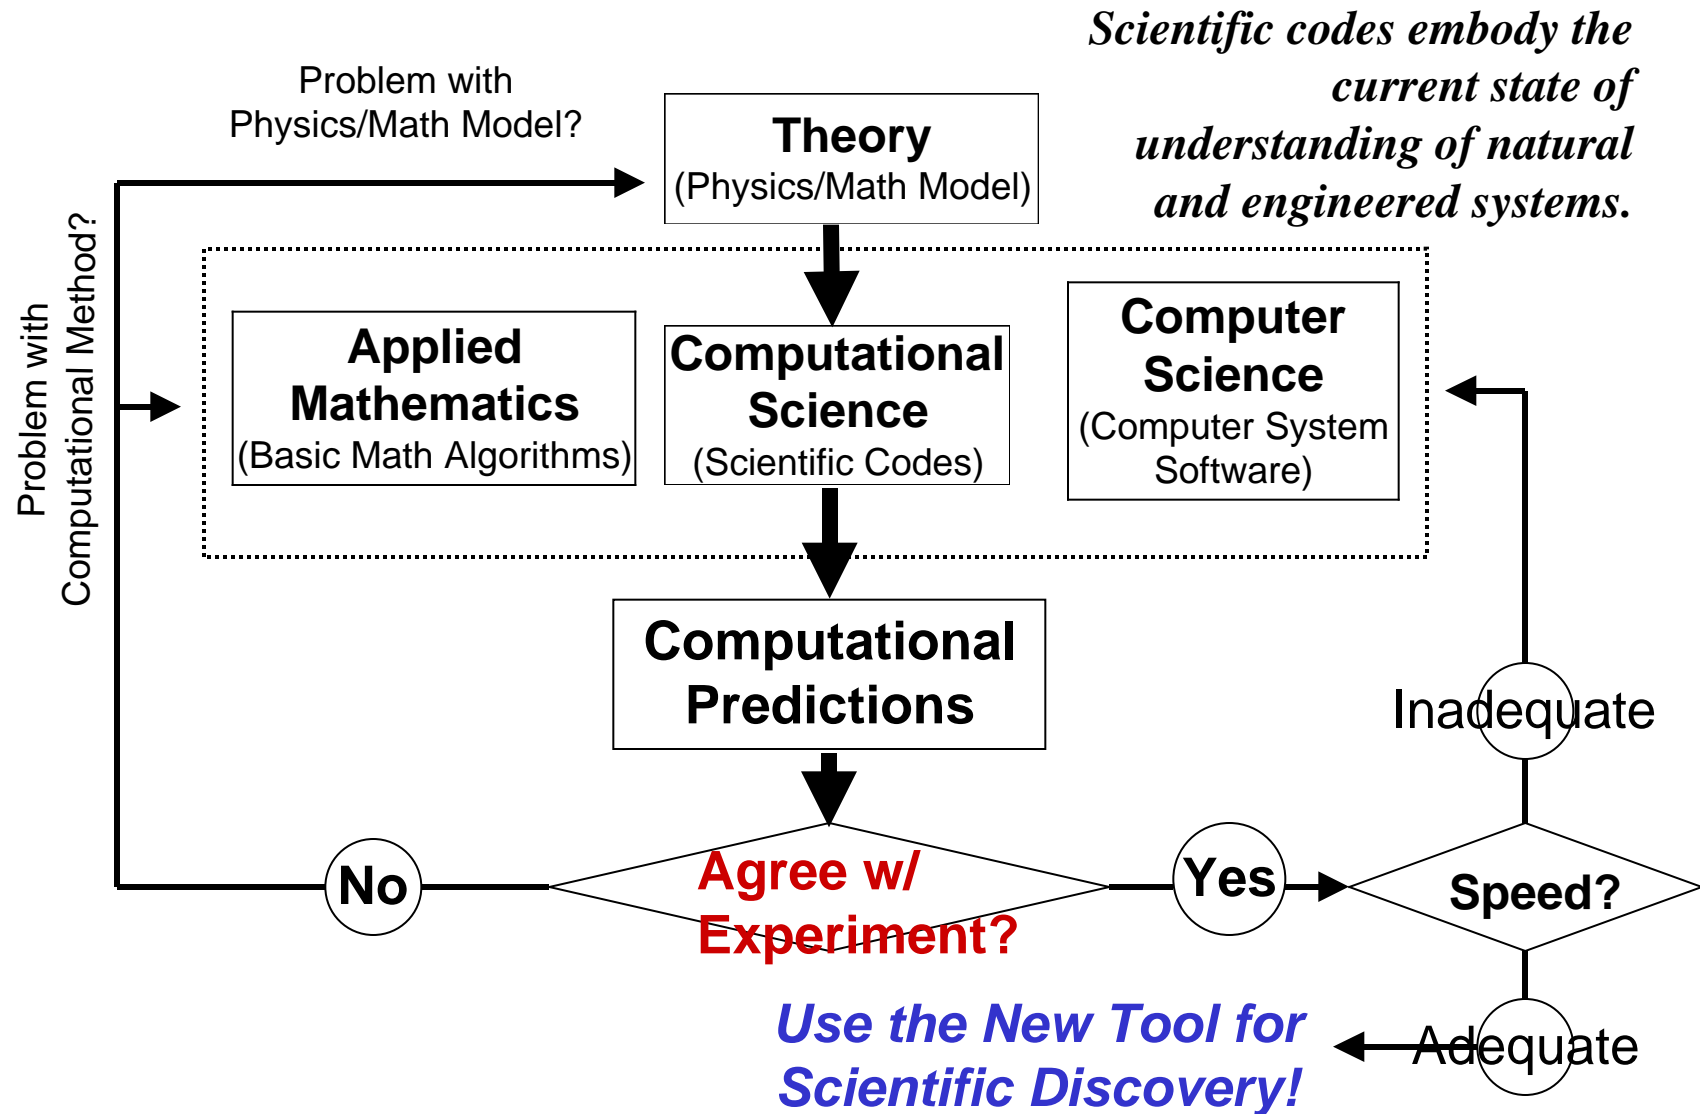 Scientific codes embody the
current state of
understanding of natural
and engineered systems.
Problem with
Physics/Math Model?
Theory
(Physics/Math Model)
Problem with
Computational Method?
Applied
Mathematics
(Basic Math Algorithms)
Computational
Science
(Scientific Codes)
Computer
Science
(Computer System
Software)
Computational
Predictions
Inadequate
No
Agree w/
Experiment?
Yes
Speed?
Use the New Tool for
Scientific Discovery!
Adequate